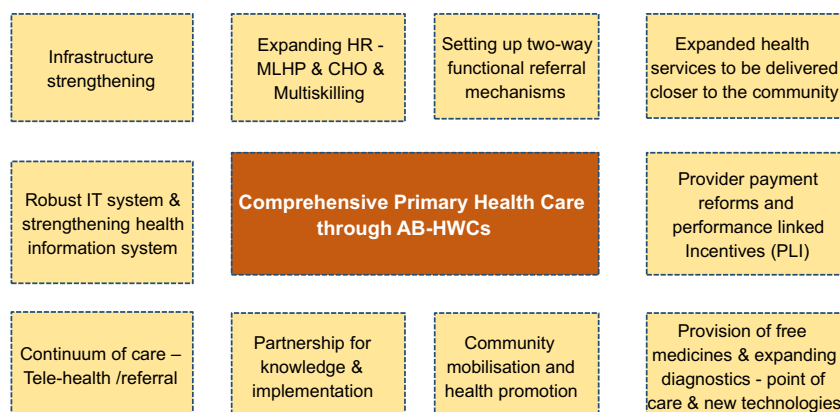 Infrastructure
strengthening
Expanding HR -
MLHP & CHO &
Multiskilling
Setting up two-way
functional referral
mechanisms
Expanded health
services to be delivered
closer to the community
Robust IT system &
strengthening health
information system
Comprehensive Primary Health Care
through AB-HWCs
Provider payment
reforms and
performance linked
Incentives (PLI)
Continuum of care –
Tele-health /referral
Partnership for
knowledge &
implementation
Community
mobilisation and
health promotion
Provision of free
medicines & expanding
diagnostics - point of
care & new technologies